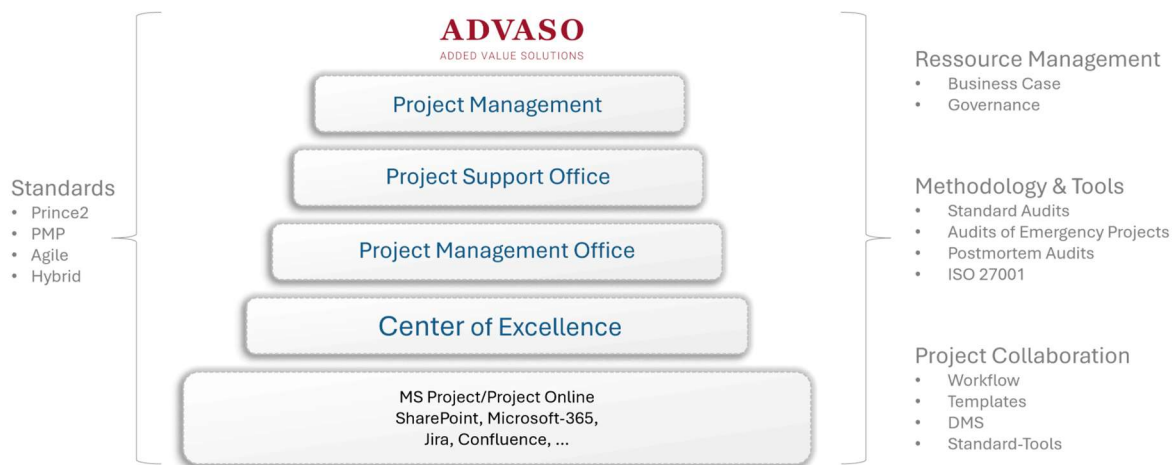 ADVASO
ADDED VALUE SOLUTIONS
Project Management
Project Support Office
Project Management Office
Center of Excellence
MS Project/Project Online
SharePoint, Microsoft-365,
Jira, Confluence, ...
Standards
• Prince2
• PMP
• Agile
• Hybrid
Ressource Management
• Business Case
• Governance
Methodology & Tools
• Standard Audits
• Audits of Emergency Projects
• Postmortem Audits
• ISO 27001
Project Collaboration
• Workflow
• Templates
• DMS
• Standard-Tools